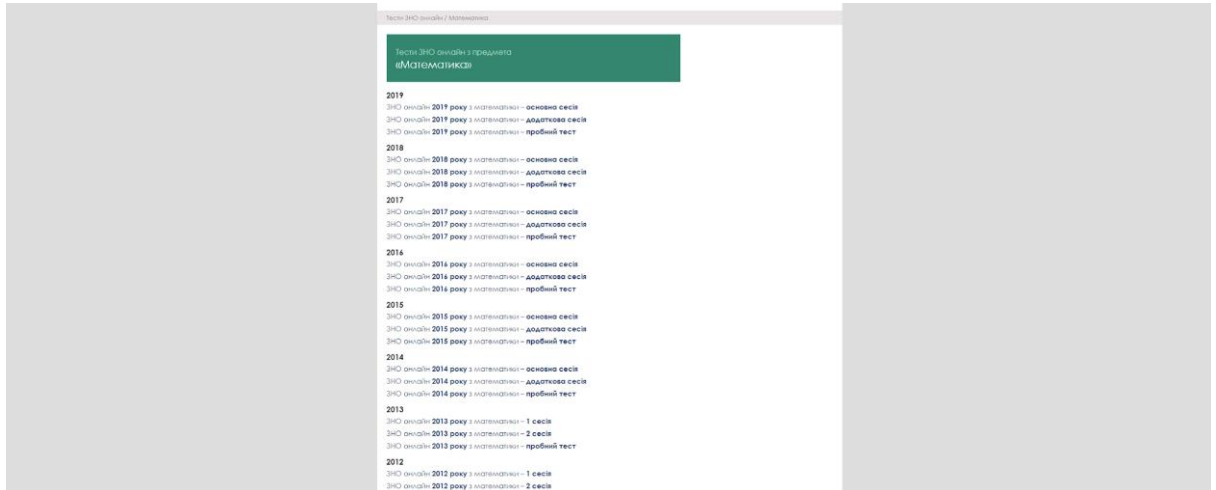 Тести ЗНО онлайн / Математика
Тести ЗНО онлайн з предмета
«Математика»
2019
ЗНО онлайн 2019 року з математики – основна сесія
ЗНО онлайн 2019 року з математики – додаткова сесія
ЗНО онлайн 2019 року з математики – пробний тест
2018
ЗНО онлайн 2018 року з математики – основна сесія
ЗНО онлайн 2018 року з математики – додаткова сесія
ЗНО онлайн 2018 року з математики – пробний тест
2017
ЗНО онлайн 2017 року з математики – основна сесія
ЗНО онлайн 2017 року з математики – додаткова сесія
ЗНО онлайн 2017 року з математики – пробний тест
2016
ЗНО онлайн 2016 року з математики – основна сесія
ЗНО онлайн 2016 року з математики – додаткова сесія
ЗНО онлайн 2016 року з математики – пробний тест
2015
ЗНО онлайн 2015 року з математики – основна сесія
ЗНО онлайн 2015 року з математики – додаткова сесія
ЗНО онлайн 2015 року з математики – пробний тест
2014
ЗНО онлайн 2014 року з математики – основна сесія
ЗНО онлайн 2014 року з математики – додаткова сесія
ЗНО онлайн 2014 року з математики – пробний тест
2013
ЗНО онлайн 2013 року з математики – 1 сесія
ЗНО онлайн 2013 року з математики – 2 сесія
ЗНО онлайн 2013 року з математики – пробний тест
2012
ЗНО онлайн 2012 року з математики – 1 сесія
ЗНО онлайн 2012 року з математики – 2 сесія